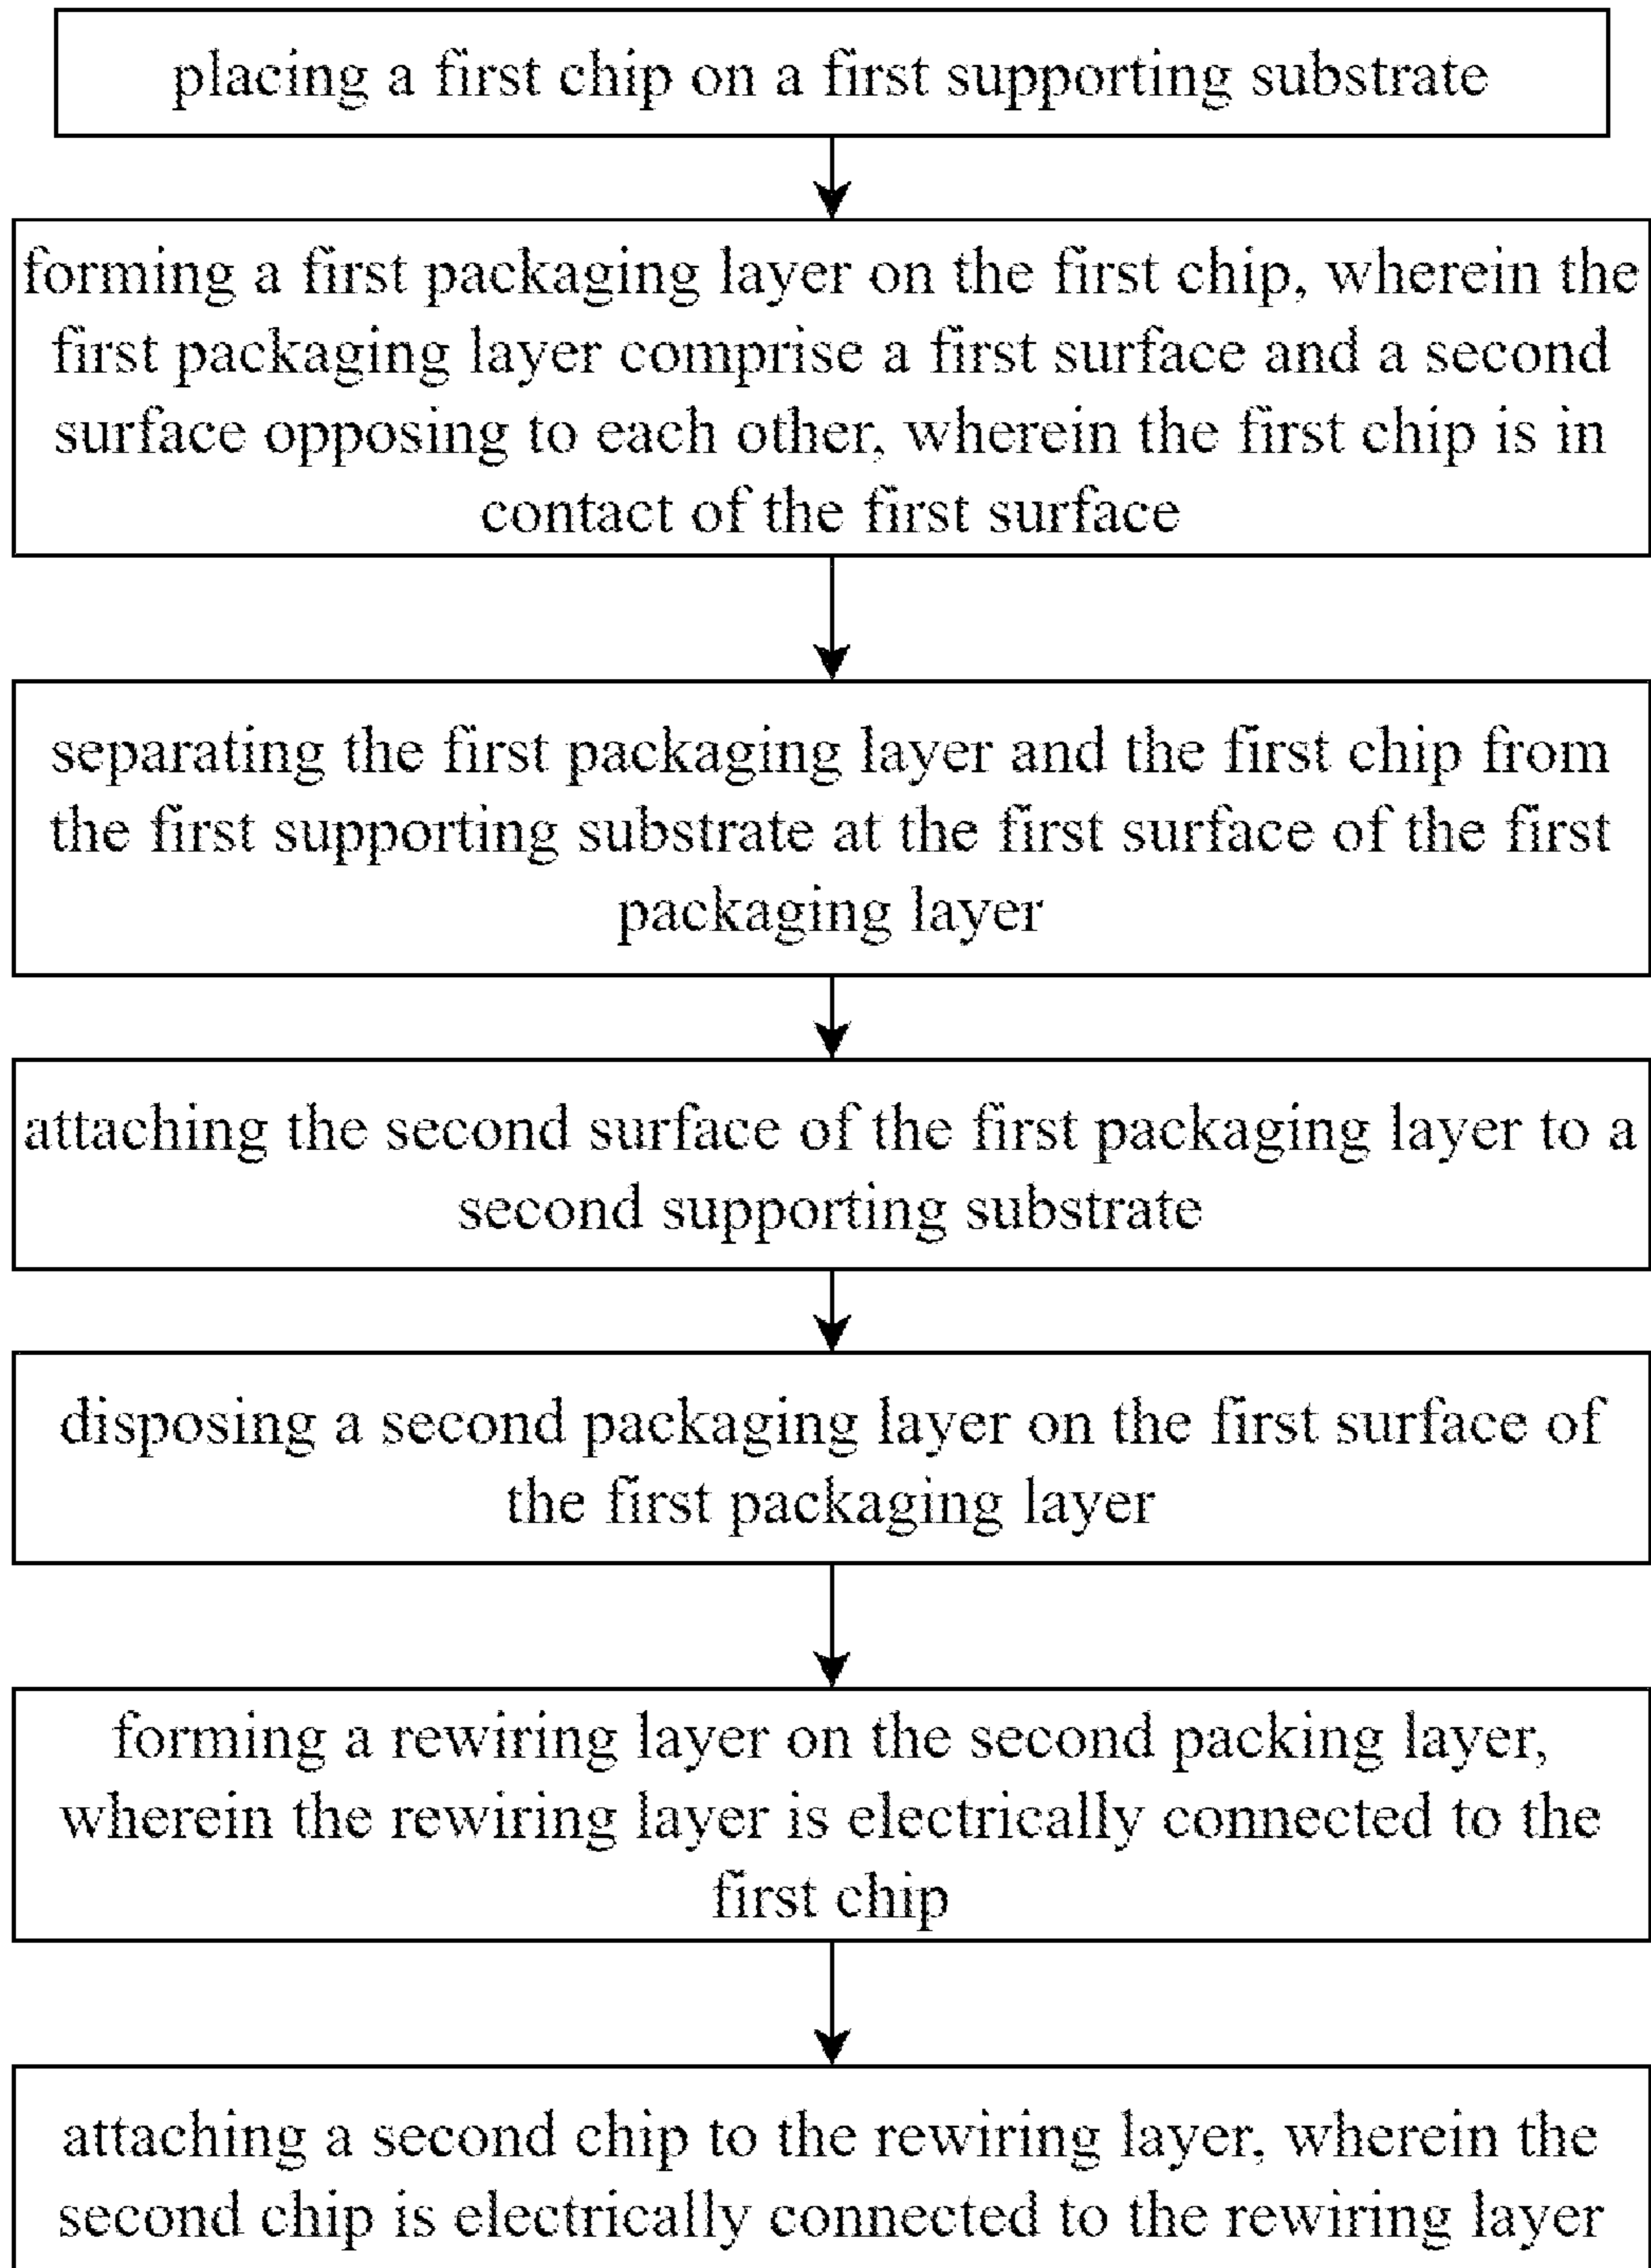 placing a first chip on a first supporting substrate
forming a first packaging layer on the first chip, wherein the
first packaging layer comprise a first surface and a second
surface opposing to each other, wherein the first chip is in
contact of the first surface
separating the first packaging layer and the first chip from
the first supporting substrate at the first surface of the first
packaging layer
attaching the second surface of the first packaging layer to a
second supporting substrate
disposing a second packaging layer on the first surface of
the first packaging layer
forming a rewiring layer on the second packing layer,
wherein the rewiring layer is electrically connected to the
first chip
attaching a second chip to the rewiring layer, wherein the
second chip is electrically connected to the rewiring layer